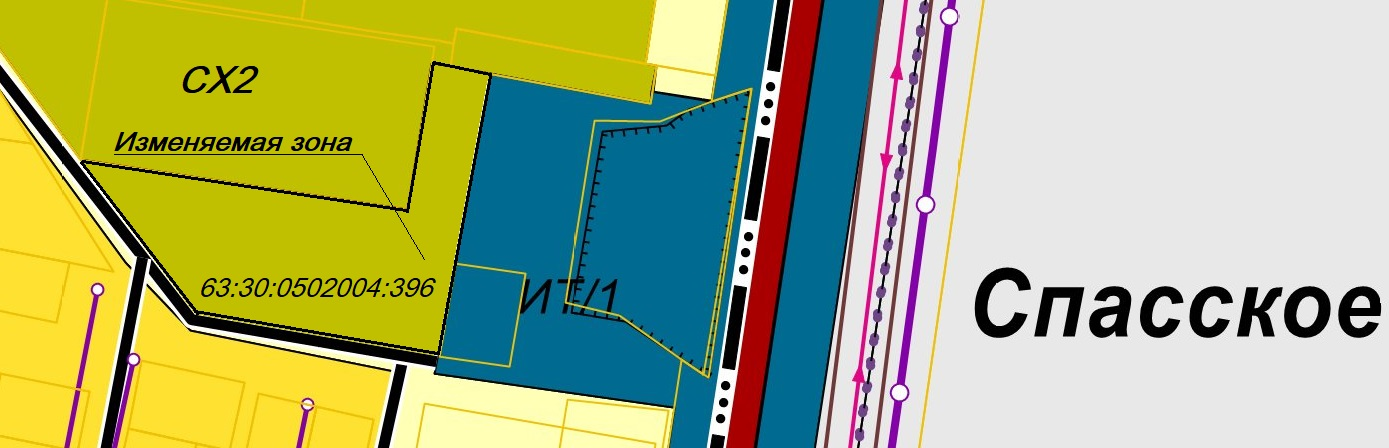 СХ2
Изменяемая зона
63:30:0502004:396
ИТ/1
Спасское